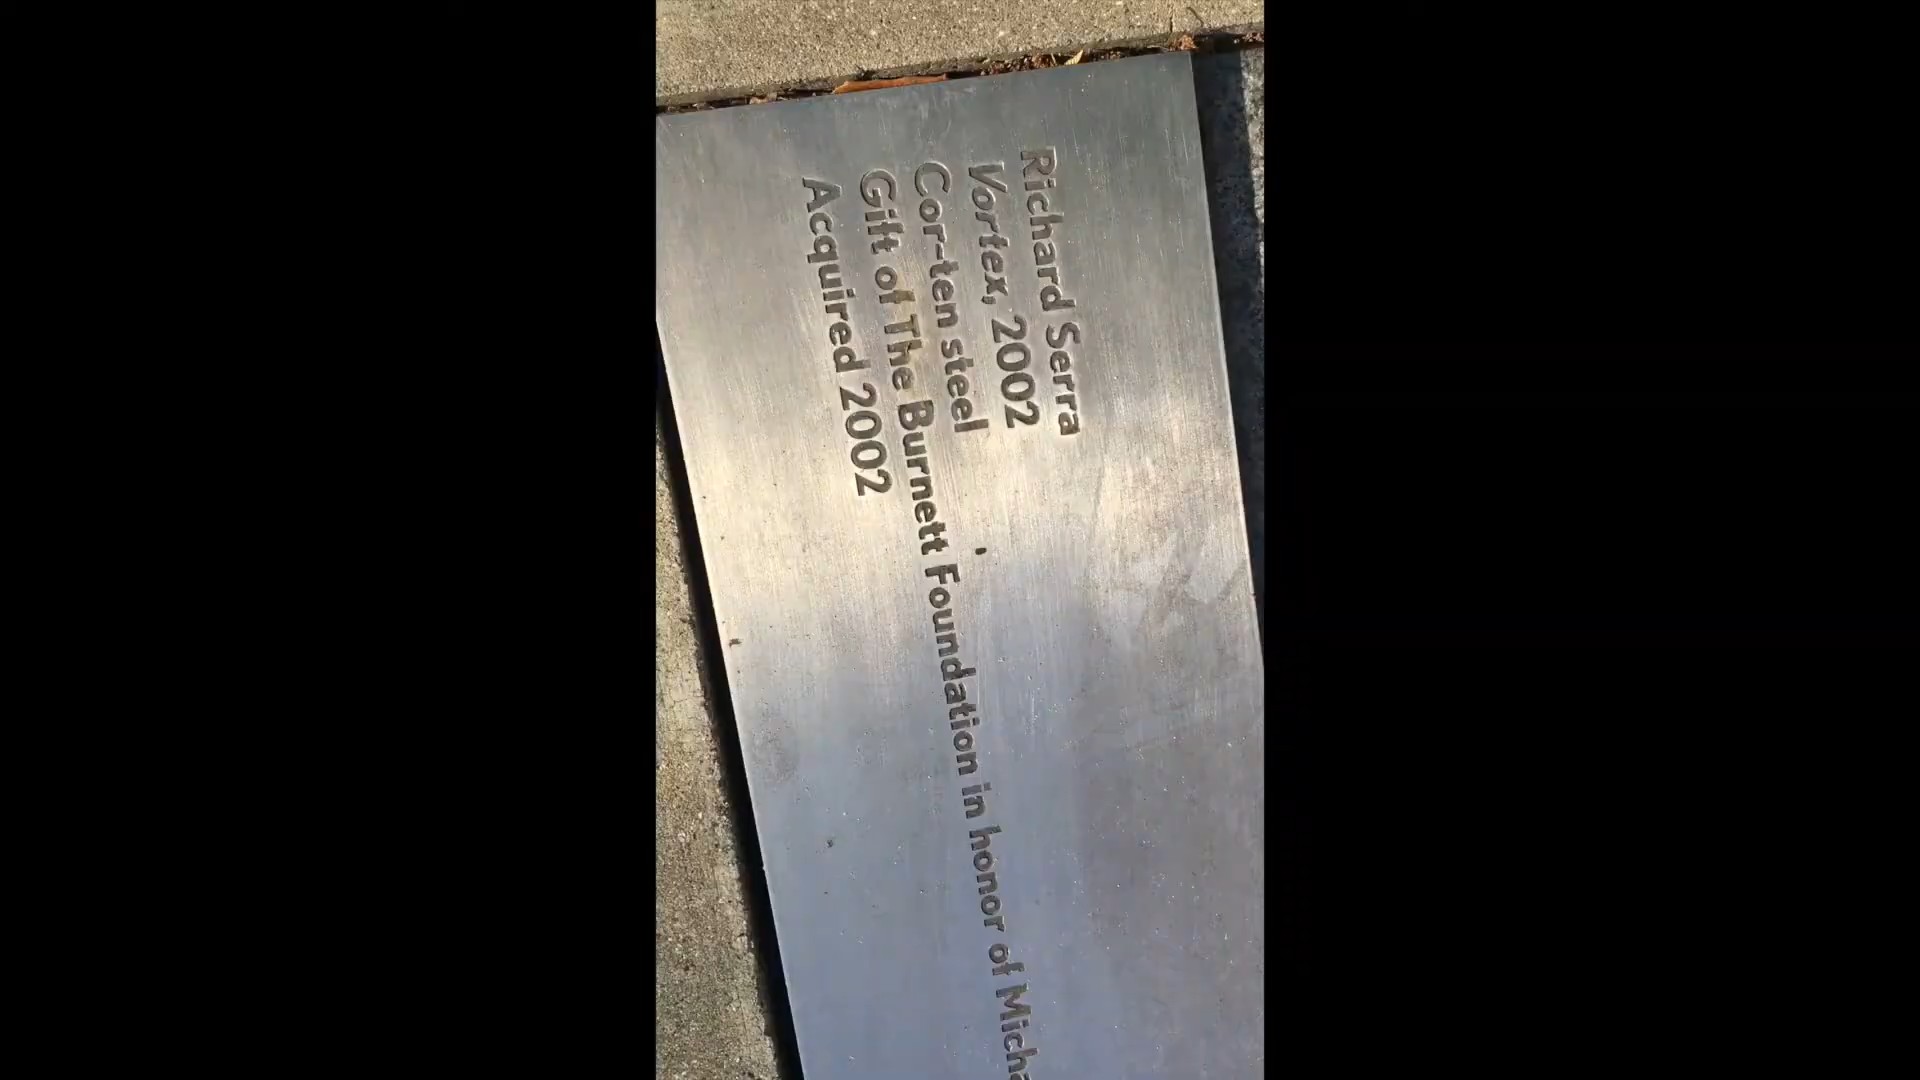 Richard Serra
Vortex, 2002
Cor-ten steel
Gift of The Burnett Foundation in honor of
Acquired 2002